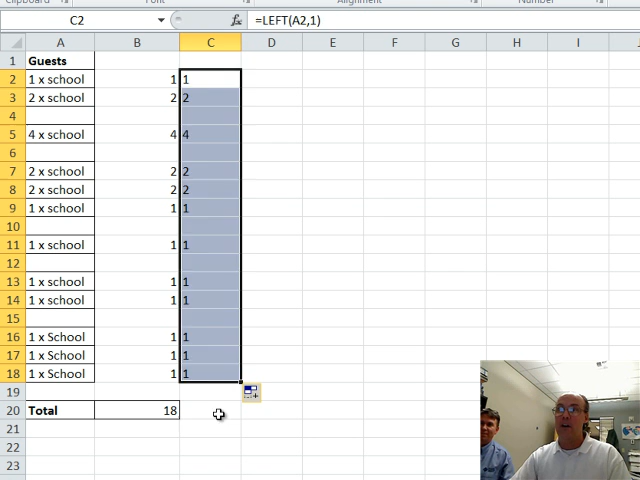 Clipboard Font Alignment Number
C2 fx =LEFT(A2,1)
A B C D E F G H I
1 Guests
2 1 x school 1 1
3 2 x school 2 2
4
5 4 x school 4 4
6
7 2 x school 2 2
8 2 x school 2 2
9 1 x school 1 1
10
11 1 x school 1 1
12
13 1 x school 1 1
14 1 x school 1 1
15
16 1 x School 1 1
17 1 x School 1 1
18 1 x School 1 1
19
20 Total 18
21
22
23